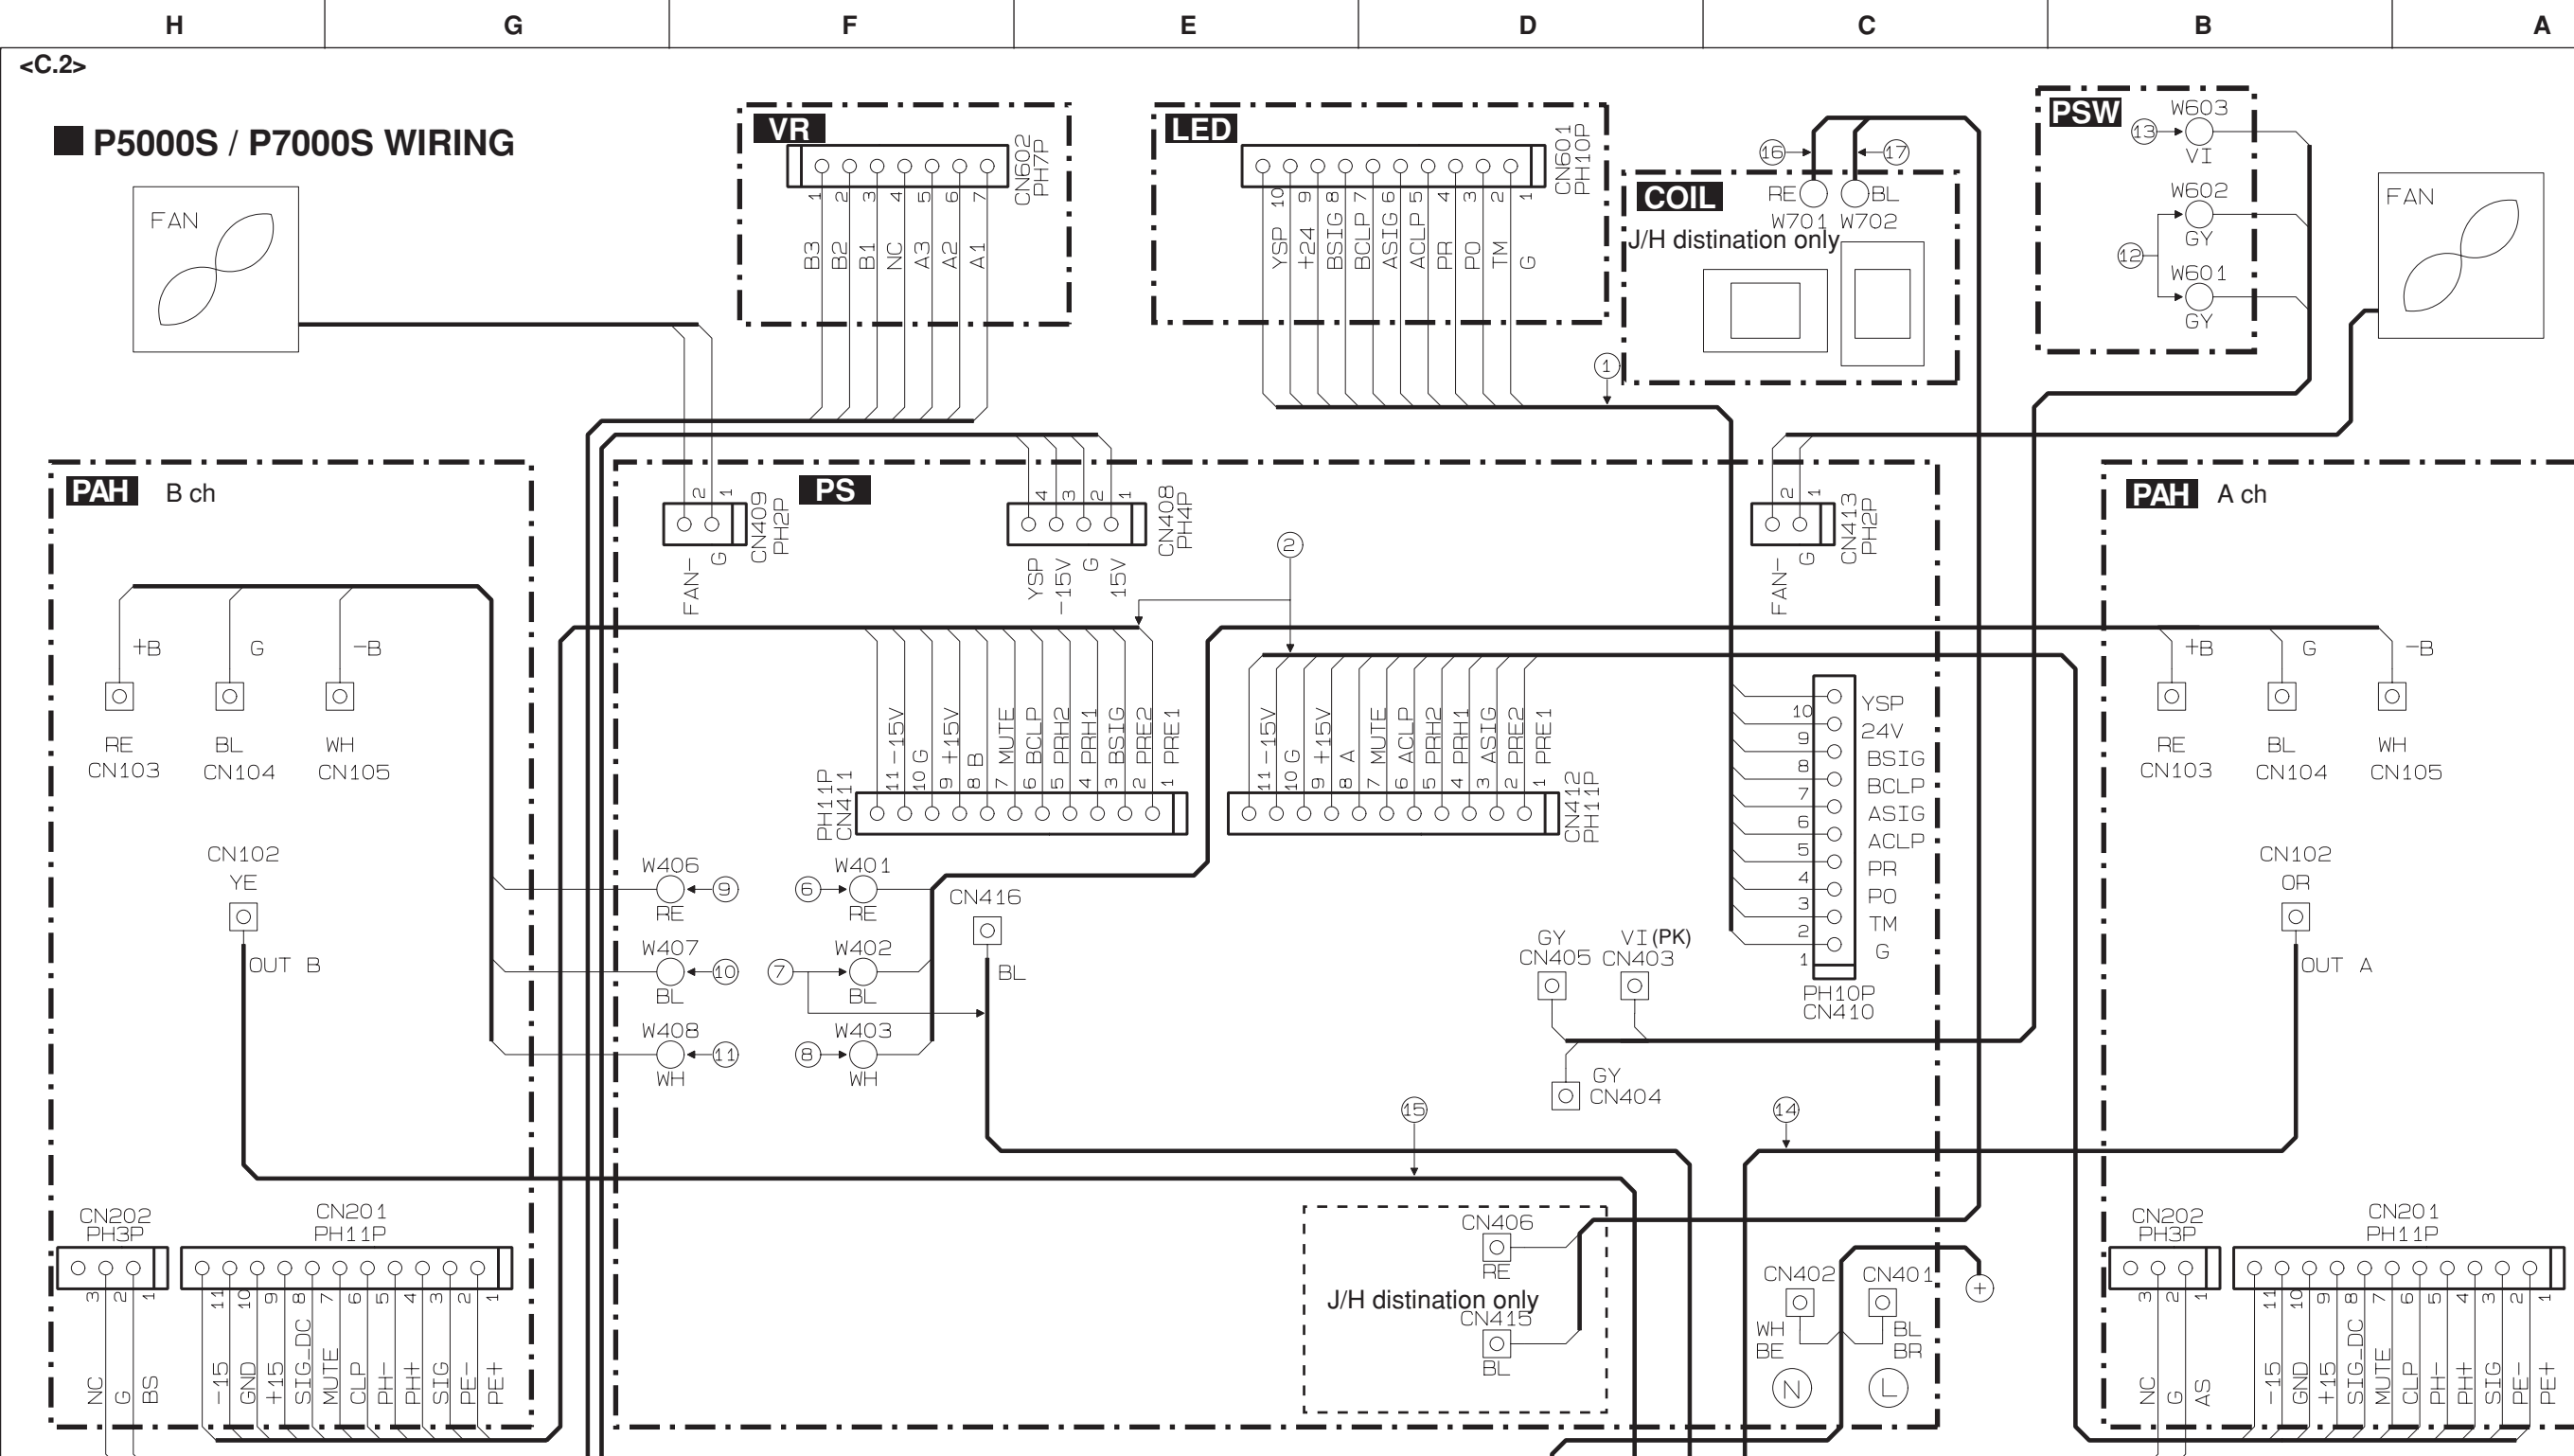 H G F E D C B A
<C.2>
P5000S / P7000S WIRING
FAN
VR
CN602
PH7P
1 2 3 4 5 6 7
B3 B2 B1 NC A3 A2 A1
LED
CN601
PH10P
10 9 8 7 6 5 4 3 2 1
YSP +24 BSIG BCLP ASIG ACLP PR PO TM G
1
16 17
COIL
RE BL
W701 W702
J/H distination only
PSW
W603
13
VI
W602
GY
12
W601
GY
FAN
PAH B ch
+B G -B
RE BL WH
CN103 CN104 CN105
CN102
YE
OUT B
CN202
PH3P
3 2 1
NC G BS
CN201
PH11P
11 10 9 8 7 6 5 4 3 2 1
-15 GND +15 SIG_DC MUTE CLP PH- PH+ SIG PE- PE+
PS
2 1
CN409
PH2P
FAN- G
4 3 2 1
CN408
PH4P
YSP -15V G 15V
2
2 1
CN413
PH2P
FAN- G
11 10 9 8 7 6 5 4 3 2 1
-15V G +15V B MUTE BCLP PRH2 PRH1 BSIG PRE2 PRE1
PH11P
CN411
11 10 9 8 7 6 5 4 3 2 1
-15V G +15V A MUTE ACLP PRH2 PRH1 ASIG PRE2 PRE1
CN412
PH11P
10 YSP
9 24V
8 BSIG
7 BCLP
6 ASIG
5 ACLP
4 PR
3 PO
2 TM
1 G
PH10P
CN410
W406 9
RE
W407 10
BL
W408 11
WH
6 W401
RE
7 W402
BL
8 W403
WH
CN416
BL
GY VI (PK)
CN405 CN403
GY
CN404
15 14
CN406
RE
J/H distination only
CN415
BL
CN402 CN401
WH BL
BE BR
N L
+
PAH A ch
+B G -B
RE BL WH
CN103 CN104 CN105
CN102
OR
OUT A
CN202
PH3P
3 2 1
NC G AS
CN201
PH11P
11 10 9 8 7 6 5 4 3 2 1
-15 GND +15 SIG_DC MUTE CLP PH- PH+ SIG PE- PE+